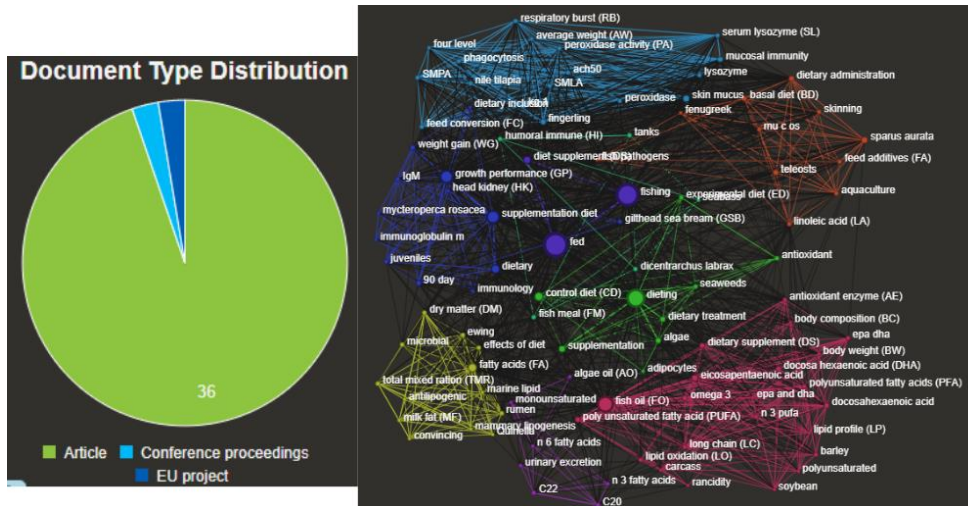 Document Type Distribution
36
Article
Conference proceedings
EU project
respiratory burst (RB)
average weight (AW)
serum lysozyme (SL)
four level
peroxidase activity (PA)
phagocytosis
mucosal immunity
SMPA
ach50
lysozyme
nile tilapia
SMLA
dietary administration
dietary inclusion
peroxidase
skin mucus
basal diet (BD)
fenugreek
skinning
feed conversion (FC)
fingerling
mu c os
humoral immune (HI)
tanks
weight gain (WG)
sparus aurata
diet supplement
pathogens
feed additives (FA)
IgM
growth performance (GP)
teleosts
head kidney (HK)
fishing
experimental diet (ED)
seabass
aquaculture
mycteroperca rosacea
supplementation diet
gilthead sea bream (GSB)
linoleic acid (LA)
immunoglobulin m
fed
juveniles
dietary
dicentrarchus labrax
antioxidant
90 day
immunology
control diet (CD)
dieting
seaweeds
antioxidant enzyme (AE)
dry matter (DM)
fish meal (FM)
dietary treatment
body composition (BC)
ewing
microbial
effects of diet
supplementation
algae
dietary supplement (DS)
epa dha
body weight (BW)
fatty acids (FA)
algae oil (AO)
adipocytes
docosa hexaenoic acid (DHA)
total mixed ration (TMR)
eicosapentaenoic acid
polyunsaturated fatty acids (PFA)
marine lipid
monounsaturated
antilipogenic
omega 3
epa and dha
rumen
fish oil (FO)
docosahexaenoic acid
milk fat (MF)
mammary lipogenesis
poly unsaturated fatty acid (PUFA)
n 3 pufa
convincing
lipid profile (LP)
n 6 fatty acids
long chain (LC)
barley
urinary excretion
lipid oxidation (LO)
carcass
polyunsaturated
C22
n 3 fatty acids
rancidity
soybean
C20